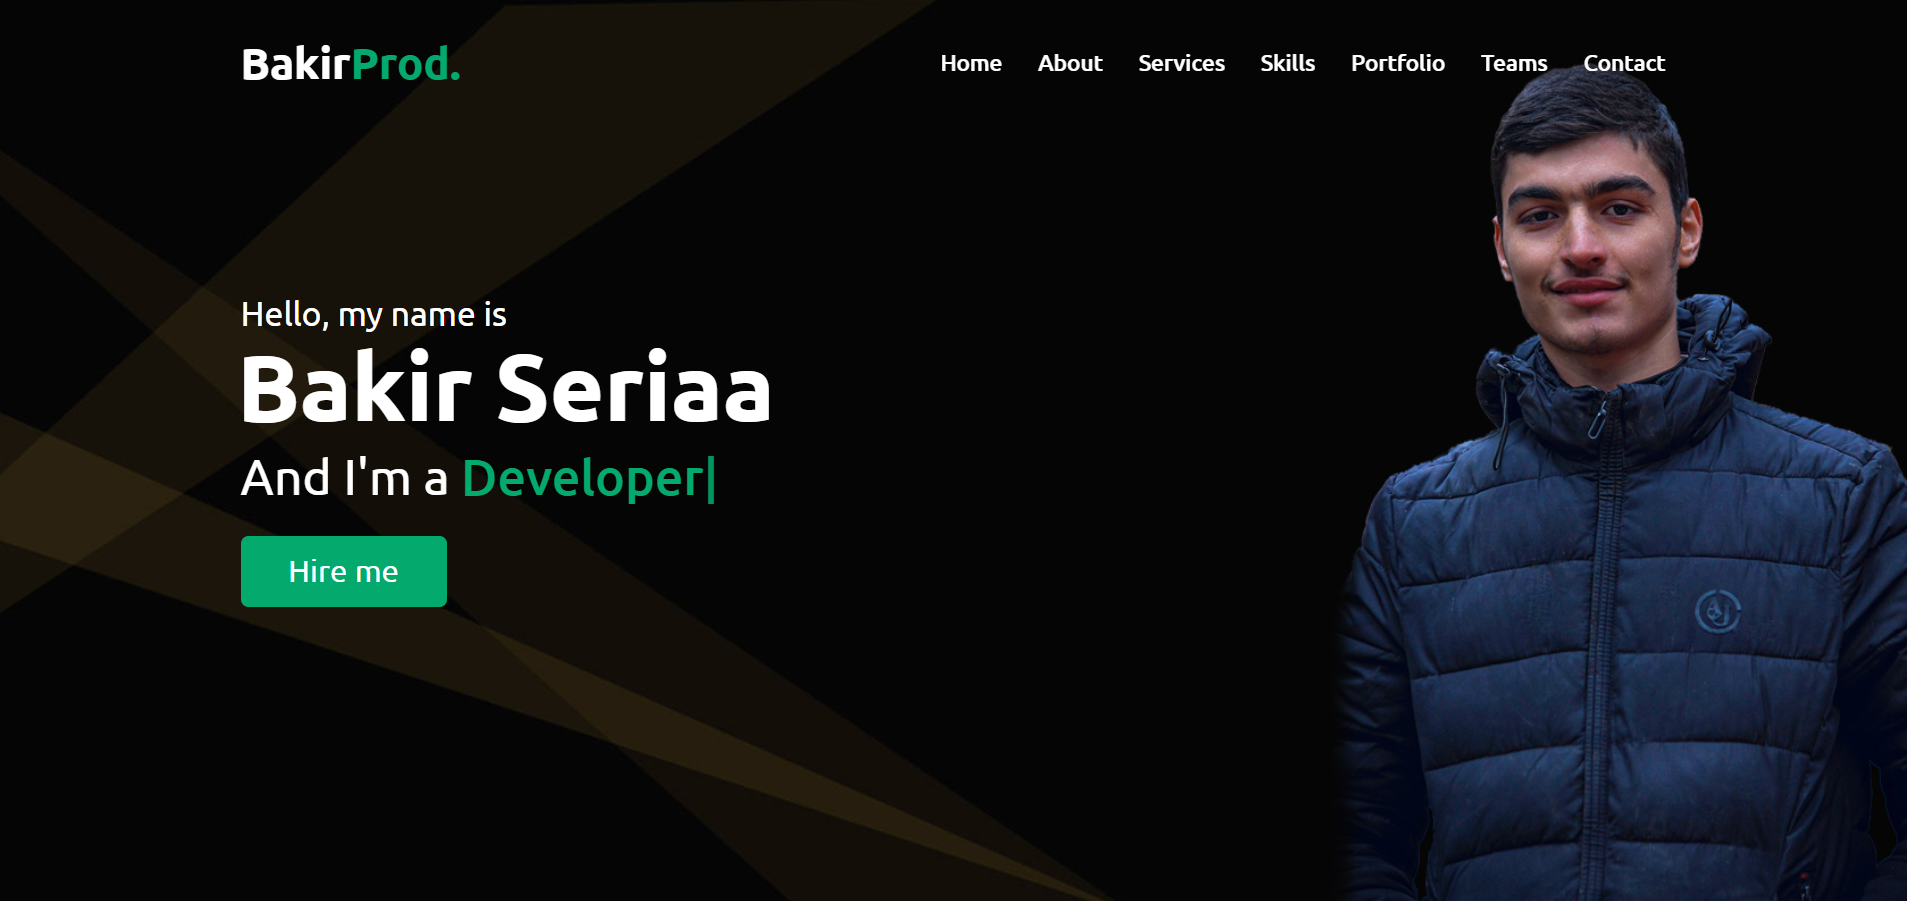 BakirProd.
Home About Services Skills Portfolio Teams Contact
Hello, my name is
Bakir Seriaa
And I'm a Developer|
Hire me